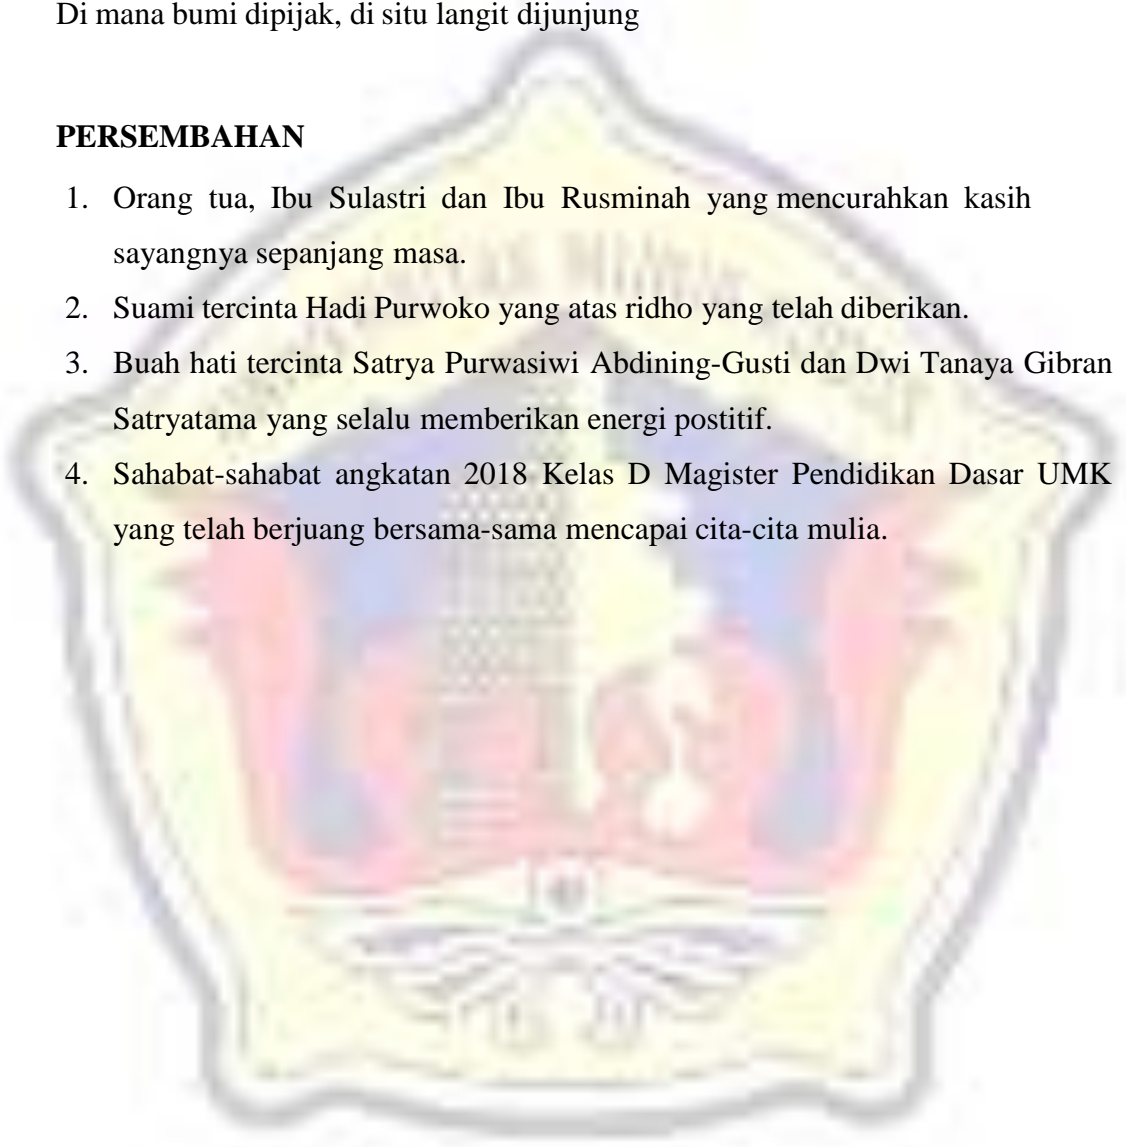 Di mana bumi dipijak, di situ langit dijunjung
PERSEMBAHAN
1. Orang tua, Ibu Sulastri dan Ibu Rusminah yang mencurahkan kasih
sayangnya sepanjang masa.
2. Suami tercinta Hadi Purwoko yang atas ridho yang telah diberikan.
3. Buah hati tercinta Satrya Purwasiwi Abdining-Gusti dan Dwi Tanaya Gibran
Satryatama yang selalu memberikan energi postitif.
4. Sahabat-sahabat angkatan 2018 Kelas D Magister Pendidikan Dasar UMK
yang telah berjuang bersama-sama mencapai cita-cita mulia.